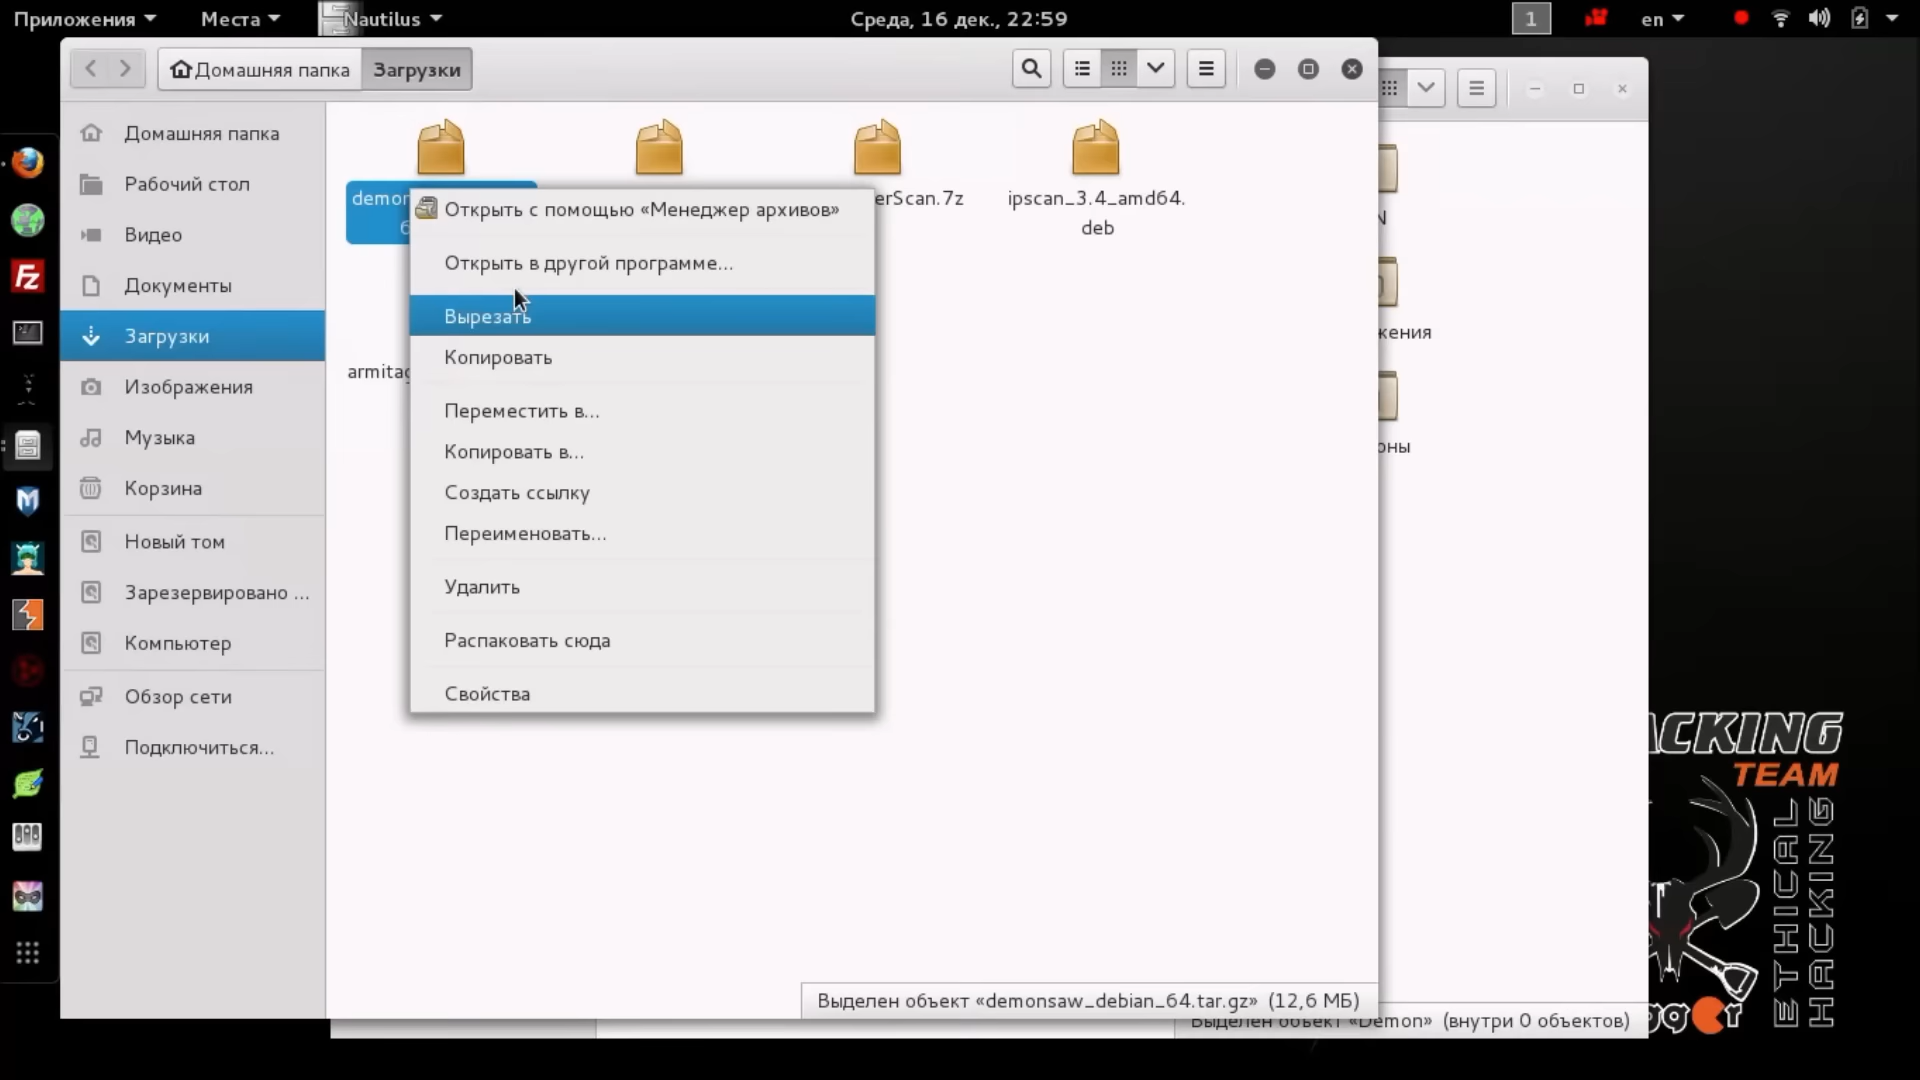 Приложения Места Nautilus Среда, 16 дек., 22:59 1 en
Домашняя папка Загрузки
Домашняя папка
Рабочий стол
Видео
Документы
Загрузки
Изображения
Музыка
Корзина
Новый том
Зарезервировано ...
Компьютер
Обзор сети
Подключиться...
demon
6
erScan.7z
ipscan_3.4_amd64.
deb
armitag
Открыть с помощью «Менеджер архивов»
Открыть в другой программе...
Вырезать
Копировать
Переместить в...
Копировать в...
Создать ссылку
Переименовать...
Удалить
Распаковать сюда
Свойства
N
жения
оны
Выделен объект «demonsaw_debian_64.tar.gz» (12,6 МБ)
Выделен объект «Demon» (внутри 0 объектов)
ACKING
TEAM
ETHICAL
HACKING